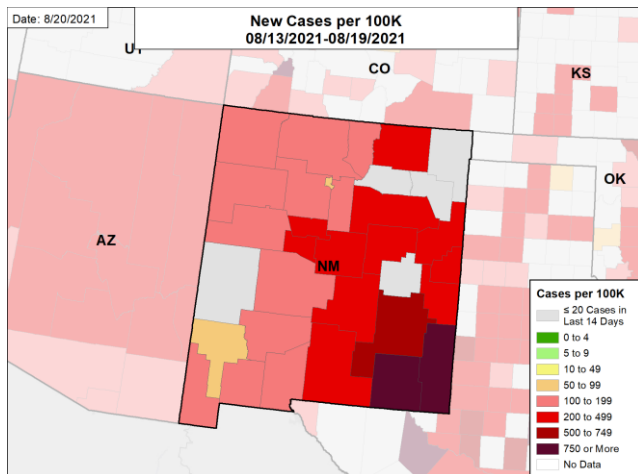 Date: 8/20/2021
New Cases per 100K
08/13/2021-08/19/2021
UT
CO
KS
OK
AZ
NM
Cases per 100K
≤ 20 Cases in
Last 14 Days
0 to 4
5 to 9
10 to 49
50 to 99
100 to 199
200 to 499
500 to 749
750 or More
No Data